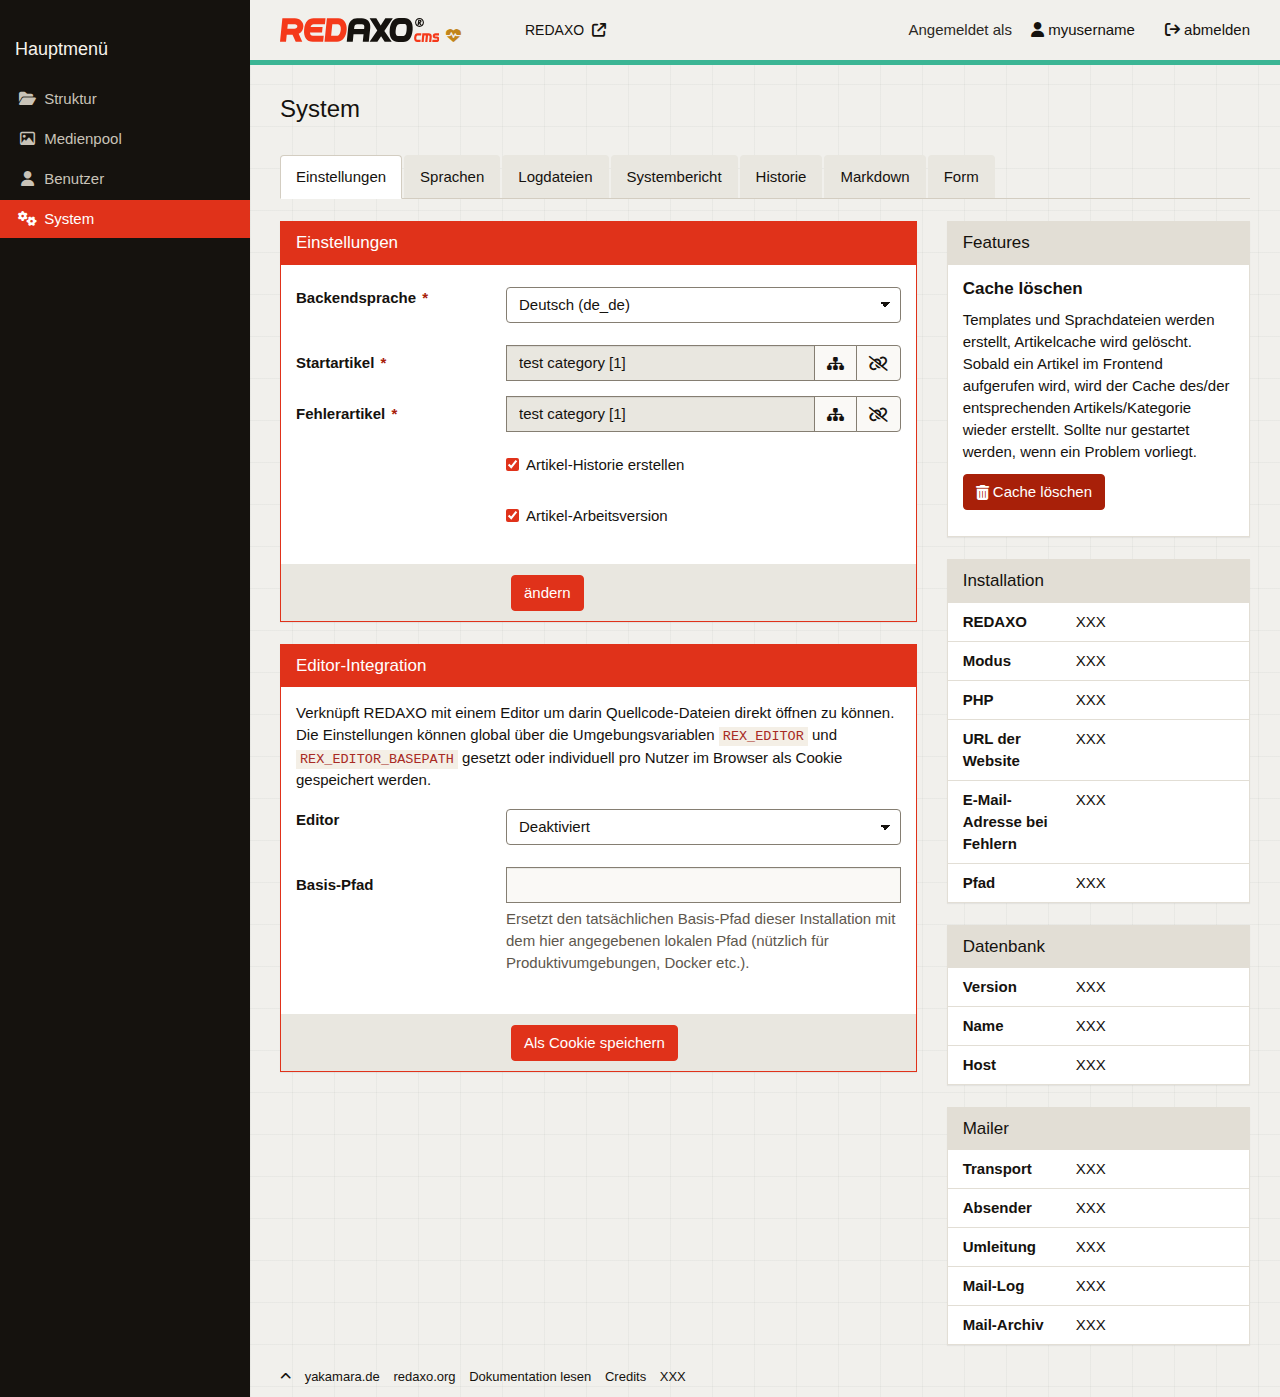 Hauptmenü
Struktur
Medienpool
Benutzer
System
REDAXO® cms
REDAXO
Angemeldet als myusername abmelden
System
Einstellungen Sprachen Logdateien Systembericht Historie Markdown Form
Einstellungen
Backendsprache *
Deutsch (de_de)
Startartikel *
test category [1]
Fehlerartikel *
test category [1]
Artikel-Historie erstellen
Artikel-Arbeitsversion
ändern
Editor-Integration
Verknüpft REDAXO mit einem Editor um darin Quellcode-Dateien direkt öffnen zu können.
Die Einstellungen können global über die Umgebungsvariablen REX_EDITOR und
REX_EDITOR_BASEPATH gesetzt oder individuell pro Nutzer im Browser als Cookie
gespeichert werden.
Editor
Deaktiviert
Basis-Pfad
Ersetzt den tatsächlichen Basis-Pfad dieser Installation mit
dem hier angegebenen lokalen Pfad (nützlich für
Produktivumgebungen, Docker etc.).
Als Cookie speichern
Features
Cache löschen
Templates und Sprachdateien werden
erstellt, Artikelcache wird gelöscht.
Sobald ein Artikel im Frontend
aufgerufen wird, wird der Cache des/der
entsprechenden Artikels/Kategorie
wieder erstellt. Sollte nur gestartet
werden, wenn ein Problem vorliegt.
Cache löschen
Installation
REDAXO XXX
Modus XXX
PHP XXX
URL der XXX
Website
E-Mail- XXX
Adresse bei
Fehlern
Pfad XXX
Datenbank
Version XXX
Name XXX
Host XXX
Mailer
Transport XXX
Absender XXX
Umleitung XXX
Mail-Log XXX
Mail-Archiv XXX
yakamara.de redaxo.org Dokumentation lesen Credits XXX